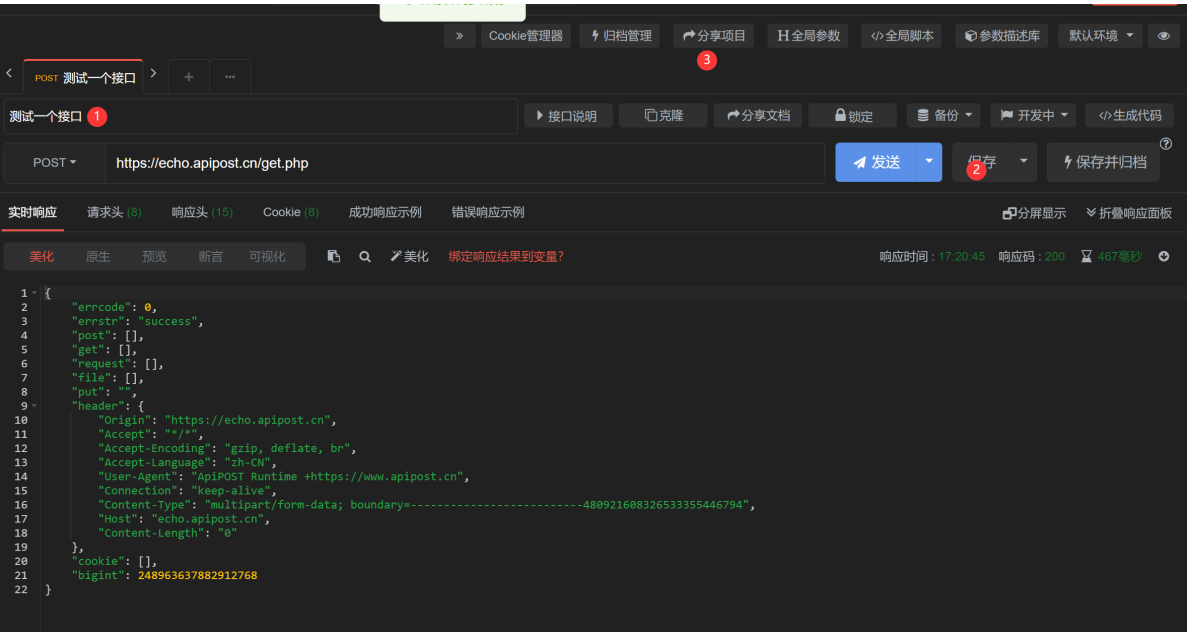 » Cookie管理器 归档管理 分享项目 H全局参数 </>全局脚本 参数描述库 默认环境
3
< POST 测试一个接口 > + ...
测试一个接口 1 接口说明 克隆 分享文档 锁定 备份 开发中 </>生成代码
POST https://echo.apipost.cn/get.php 发送 保存 2 保存并归档 ?
实时响应 请求头 (8) 响应头 (15) Cookie (8) 成功响应示例 错误响应示例 分屏显示 折叠响应面板
美化 原生 预览 断言 可视化 美化 绑定响应结果到变量? 响应时间 : 17:20:45 响应码 : 200 467毫秒
1 {
2 "errcode": 0,
3 "errstr": "success",
4 "post": [],
5 "get": [],
6 "request": [],
7 "file": [],
8 "put": "",
9 "header": {
10 "Origin": "https://echo.apipost.cn",
11 "Accept": "*/*",
12 "Accept-Encoding": "gzip, deflate, br",
13 "Accept-Language": "zh-CN",
14 "User-Agent": "ApiPOST Runtime +https://www.apipost.cn",
15 "Connection": "keep-alive",
16 "Content-Type": "multipart/form-data; boundary=--------------------------480921608326533355446794",
17 "Host": "echo.apipost.cn",
18 "Content-Length": "0"
19 },
20 "cookie": [],
21 "bigint": 248963637882912768
22 }